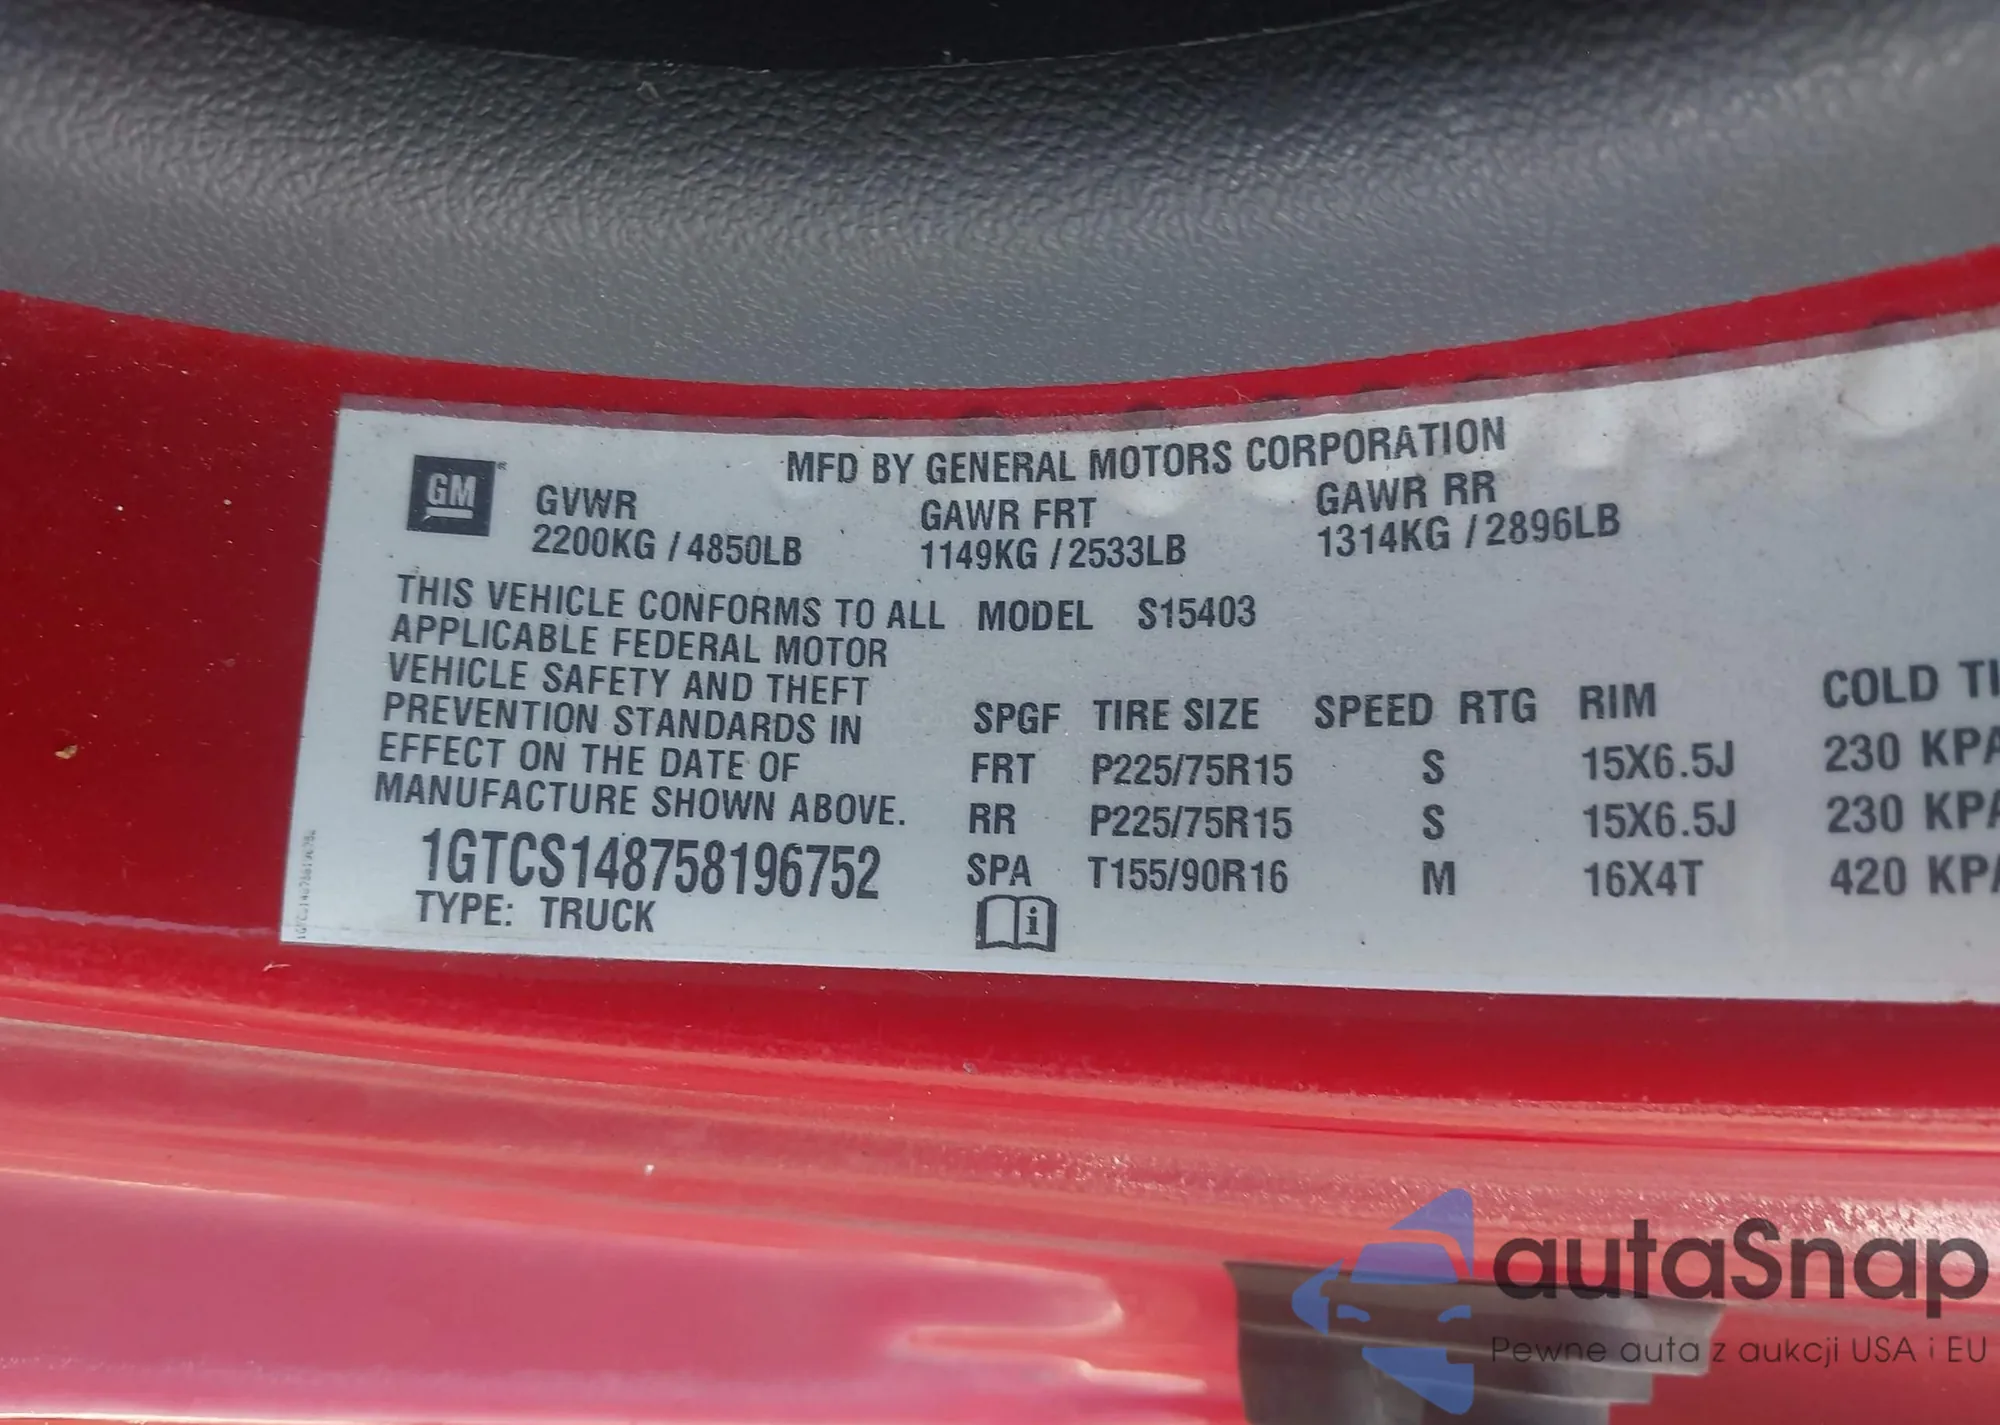 MFD BY GENERAL MOTORS CORPORATION
GM
GVWR GAWR FRT GAWR RR
2200KG / 4850LB 1149KG / 2533LB 1314KG / 2896LB
THIS VEHICLE CONFORMS TO ALL
APPLICABLE FEDERAL MOTOR
VEHICLE SAFETY AND THEFT
PREVENTION STANDARDS IN
EFFECT ON THE DATE OF
MANUFACTURE SHOWN ABOVE.
1GTCS148758196752
TYPE: TRUCK
MODEL S15403
SPGF TIRE SIZE SPEED RTG RIM COLD
FRT P225/75R15 S 15X6.5J 230 KPA
RR P225/75R15 S 15X6.5J 230 KPA
SPA T155/90R16 M 16X4T 420 KPA
i
autaSnap
Pewne auta z aukcji USA i EU